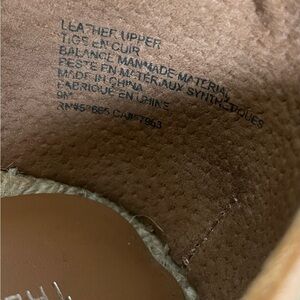 LEATHER UPPER
TIGE EN CUIR
BALANCE MANMADE MATERIAL
RESTE EN MATERIAUX SYNTHETIQUES
MADE IN CHINA
FABRIQUE EN CHINE
9M